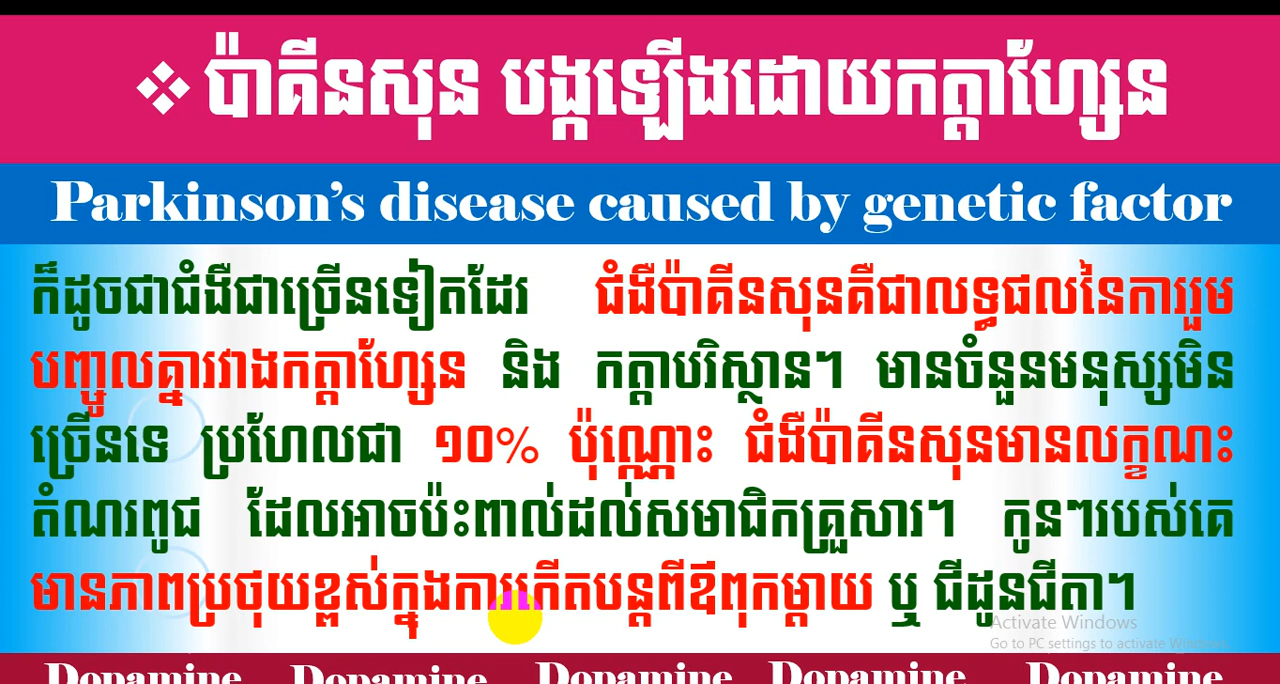 ❖ ប៉ាគីនសុន បង្កឡើងដោយកត្តាហ្សែន
Parkinson's disease caused by genetic factor
ក៏ដូចជាជំងឺជាច្រើនទៀតដែរ ជំងឺប៉ាគីនសុនគឺជាលទ្ធផលនៃការរួម
បញ្ចូលគ្នារវាងកត្តាហ្សែន និង កត្តាបរិស្ថាន។ មានចំនួនមនុស្សមិន
ច្រើនទេ ប្រហែលជា ១០% ប៉ុណ្ណោះ ជំងឺប៉ាគីនសុនមានលក្ខណះ
តំណរពូជ ដែលអាចប៉ះពាល់ដល់សមាជិកគ្រួសារ។ កូនៗរបស់គេ
មានភាពប្រថុយខ្ពស់ក្នុងការកើតបន្តពីឪពុកម្តាយ ឬ ជីដូនជីតា។
Activate Windows
Go to PC settings to activate Windows.
Dopamine Dopamine Dopamine Dopamine Dopamine